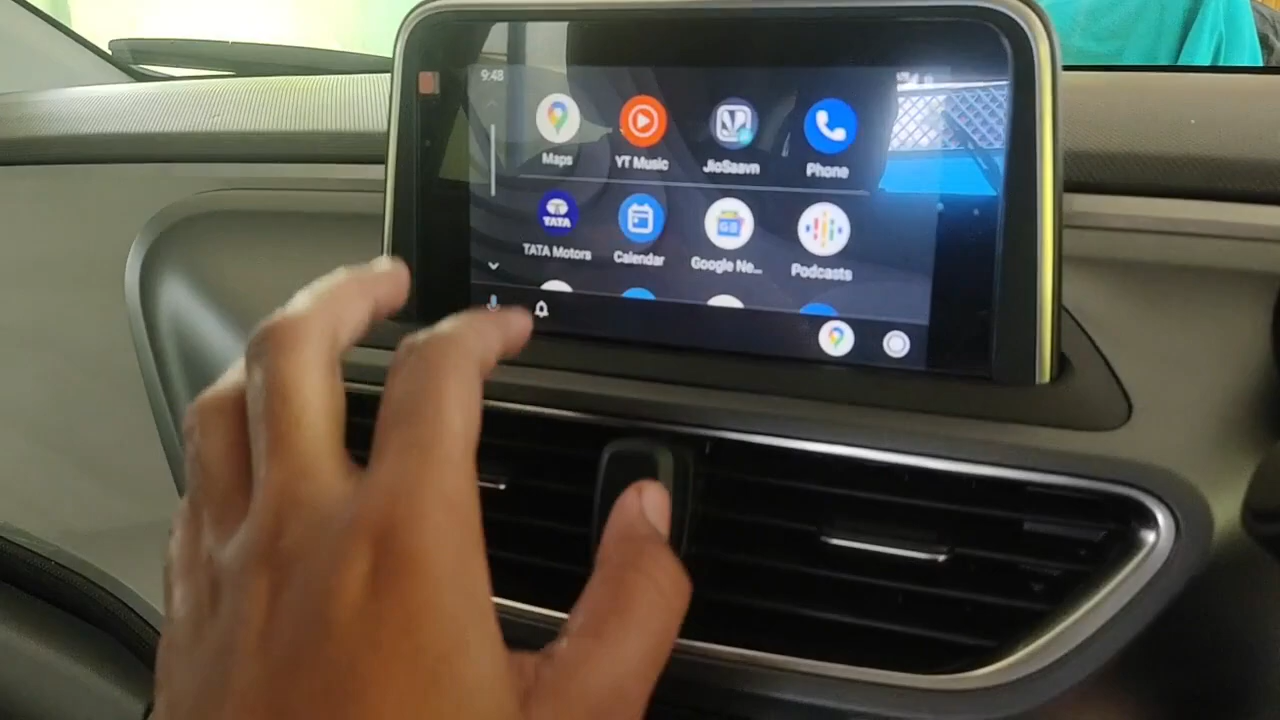 9:48
Maps YT Music JioSaavn Phone
TATA
TATA Motors Calendar Google Ne... Podcasts